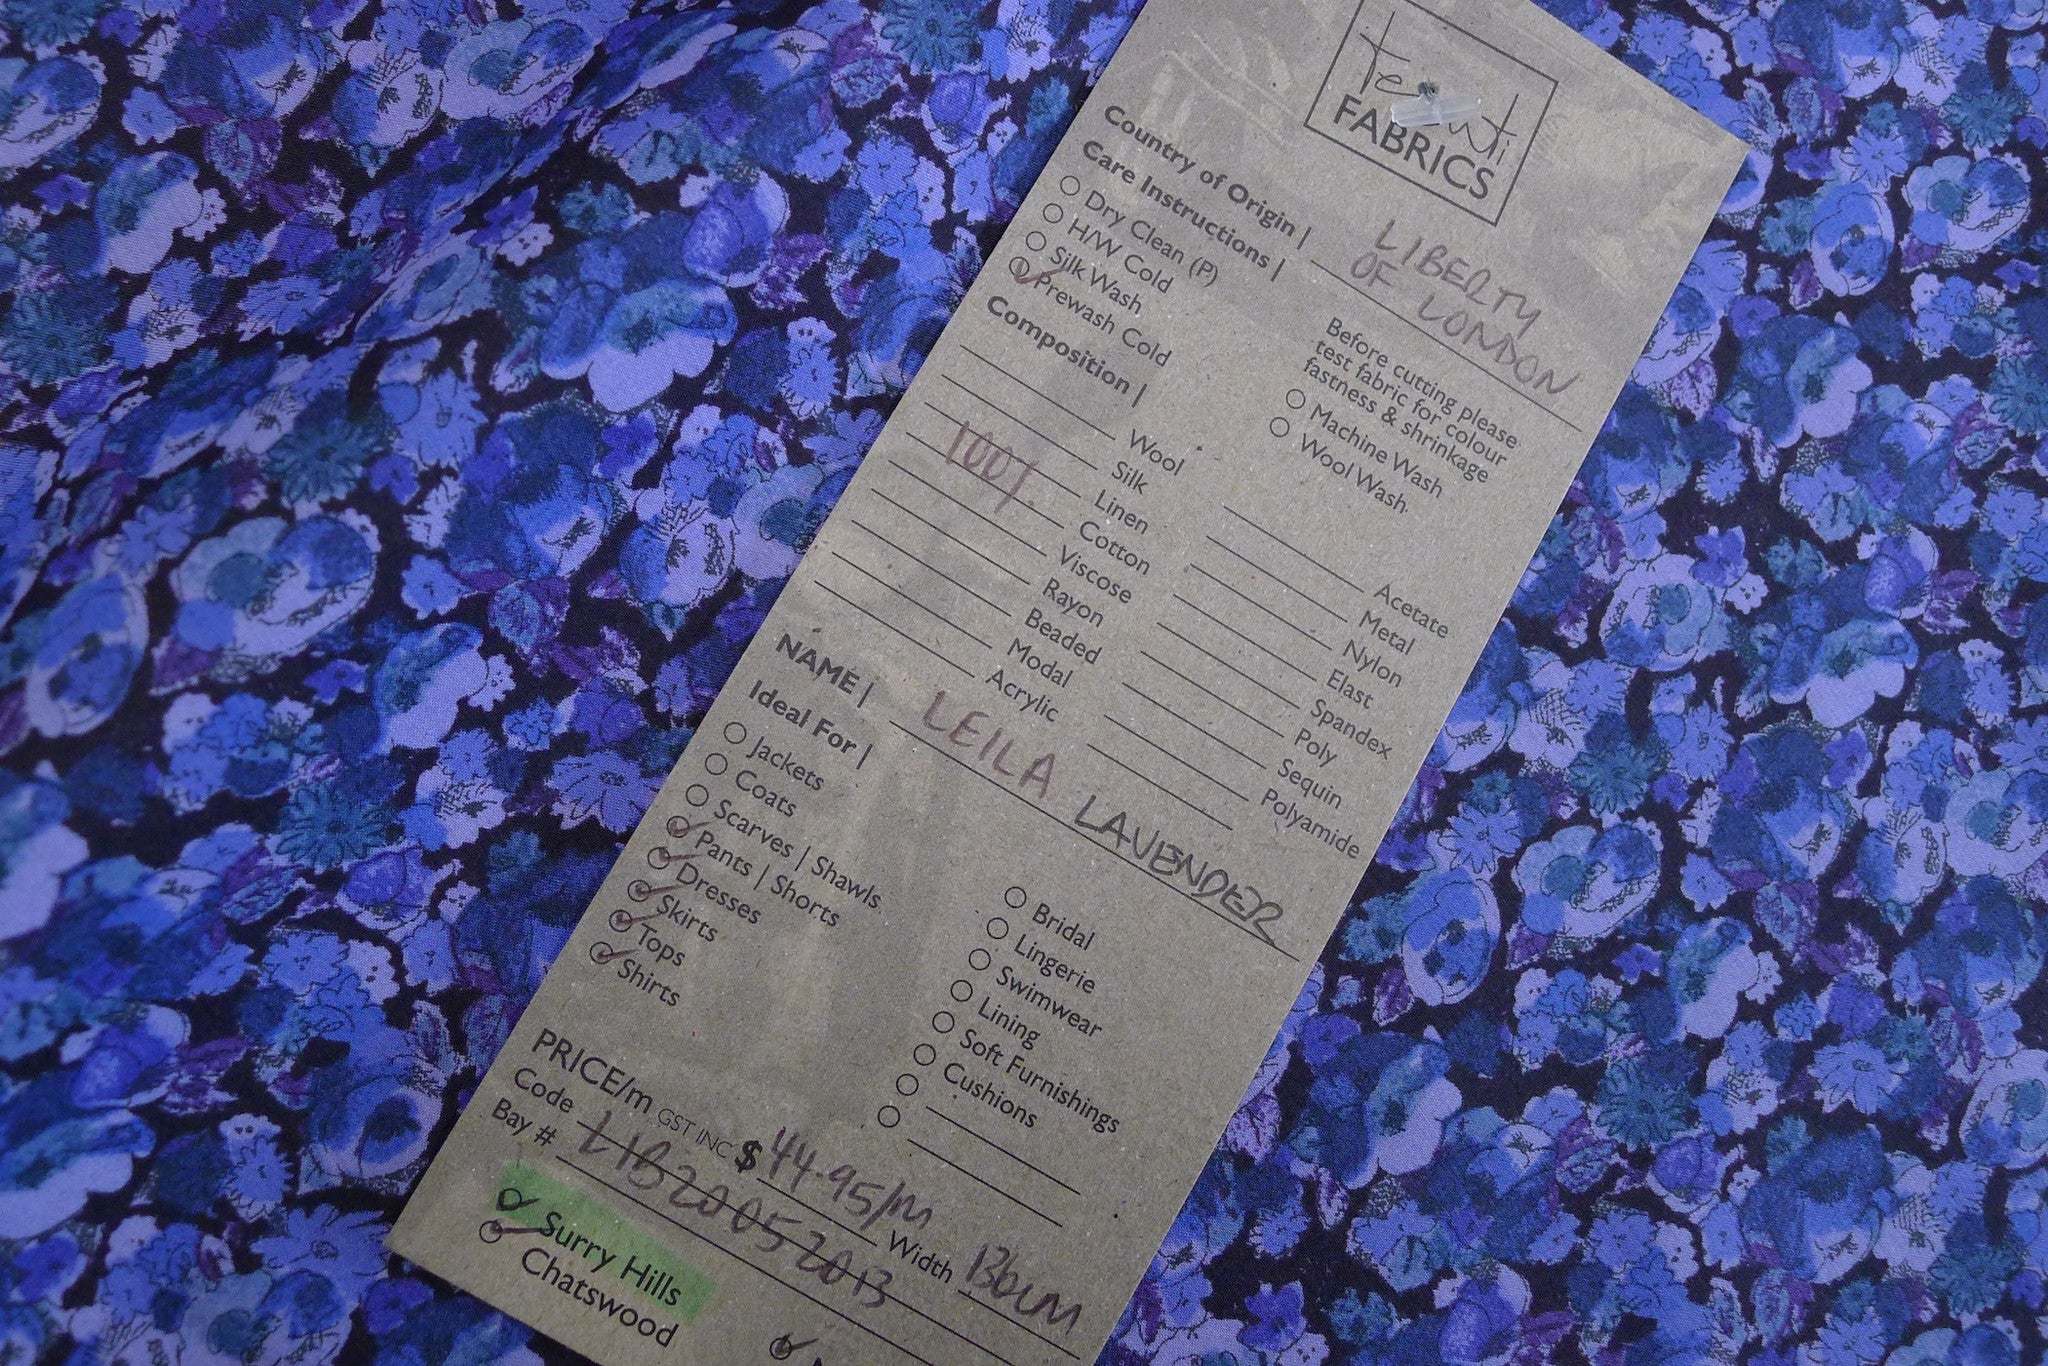 Tessuti
FABRICS
Country of Origin | LIBERTY
OF LONDON
Care Instructions |
Dry Clean (P)
H/W Cold
Silk Wash
Prewash Cold
Before cutting please
test fabric for colour
fastness & shrinkage
Machine Wash
Wool Wash
Composition |
Wool
Silk
Linen
100% Cotton
Viscose
Rayon
Beaded
Modal
Acrylic
Acetate
Metal
Nylon
Elast
Spandex
Poly
Sequin
Polyamide
NAME | LEILA LAVENDER
Ideal For |
Jackets
Coats
Scarves | Shawls
Pants | Shorts
Dresses
Skirts
Tops
Shirts
Bridal
Lingerie
Swimwear
Lining
Soft Furnishings
Cushions
PRICE/m GST INC $ 44.95/m
Code LIB20052013 Width 136cm
Bay #
Surry Hills
Chatswood